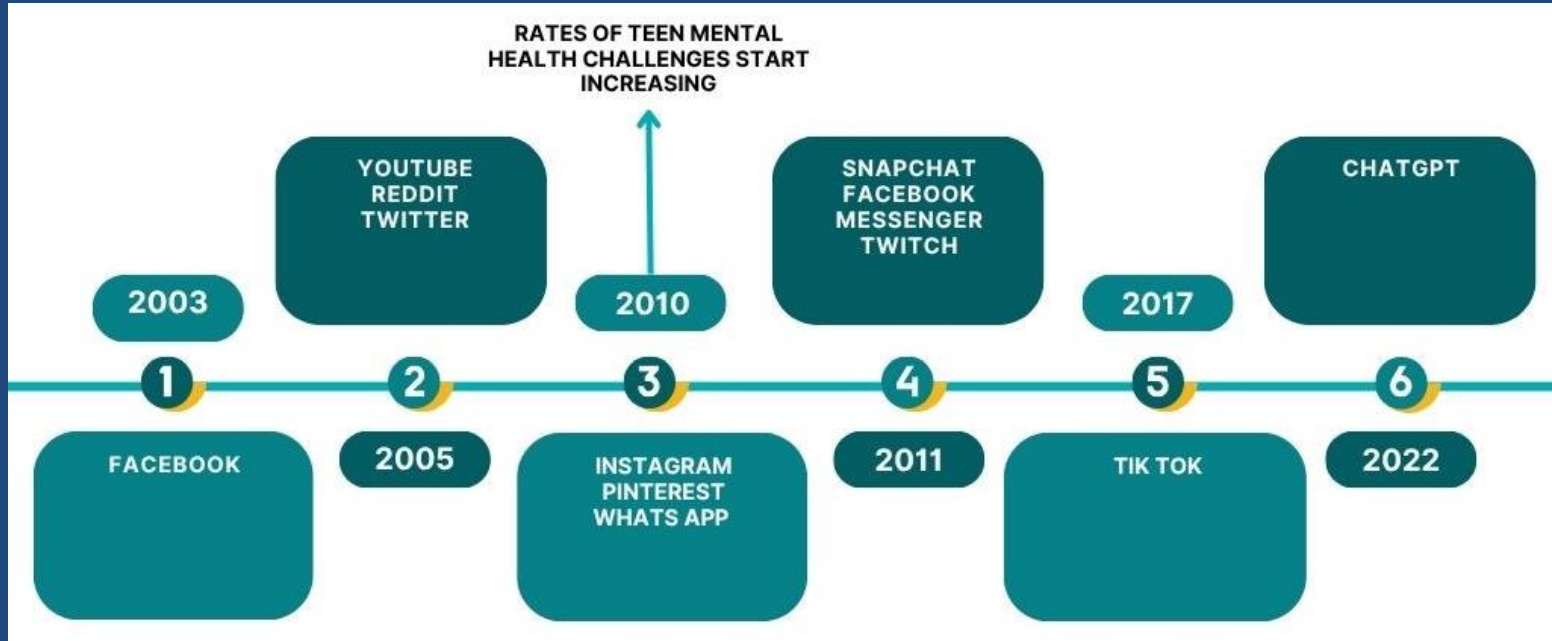 RATES OF TEEN MENTAL
HEALTH CHALLENGES START
INCREASING
2003
1
FACEBOOK
YOUTUBE
REDDIT
TWITTER
2
2005
2010
3
INSTAGRAM
PINTEREST
WHATS APP
SNAPCHAT
FACEBOOK
MESSENGER
TWITCH
4
2011
2017
5
TIK TOK
CHATGPT
6
2022